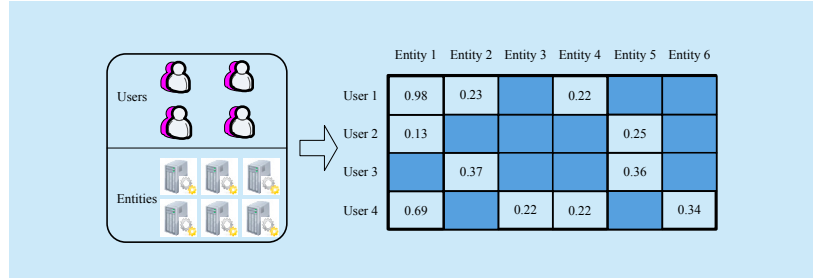 Users
Entities
Entity 1 Entity 2 Entity 3 Entity 4 Entity 5 Entity 6
User 1 0.98 0.23 0.22
User 2 0.13 0.25
User 3 0.37 0.36
User 4 0.69 0.22 0.22 0.34